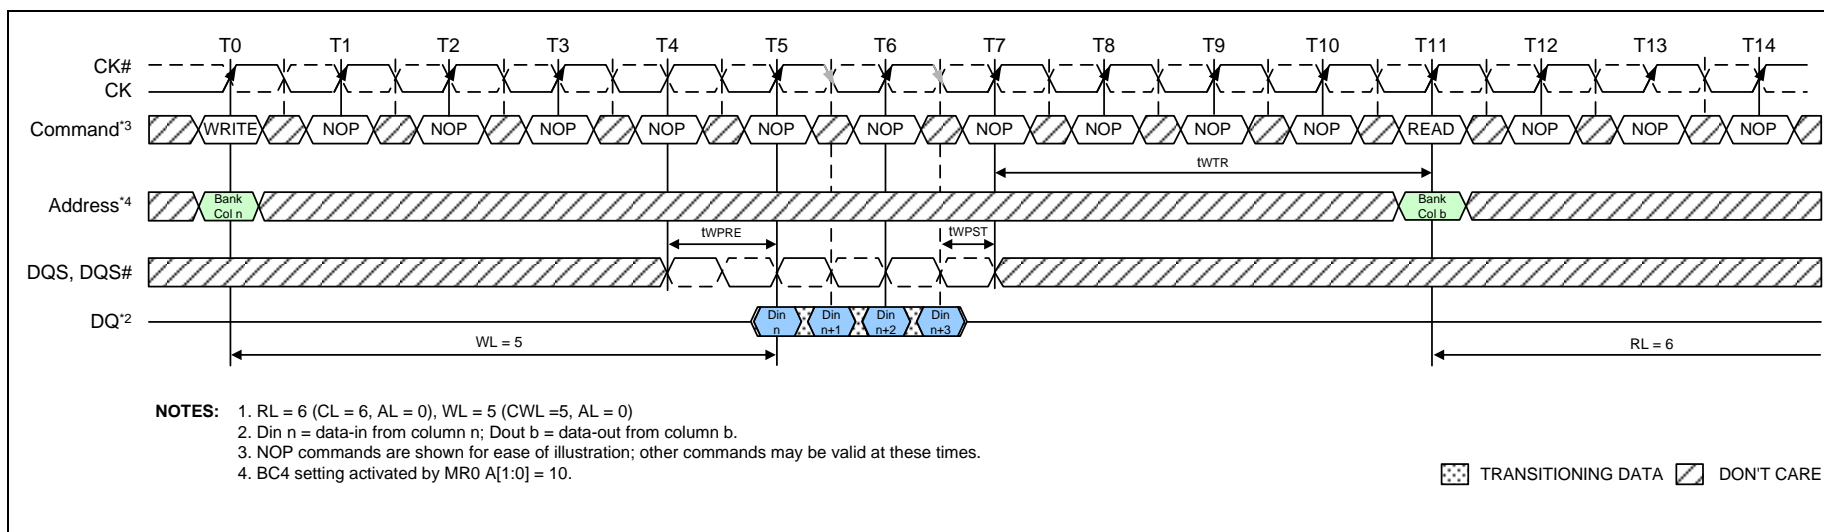 T0 T1 T2 T3 T4 T5 T6 T7 T8 T9 T10 T11 T12 T13 T14
CK#
CK
Command*3 WRITE NOP NOP NOP NOP NOP NOP NOP NOP NOP NOP READ NOP NOP NOP
tWTR
Address*4 Bank Col n Bank Col b
tWPRE tWPST
DQS, DQS#
DQ*2 Din n Din n+1 Din n+2 Din n+3
WL = 5 RL = 6
NOTES: 1. RL = 6 (CL = 6, AL = 0), WL = 5 (CWL =5, AL = 0)
2. Din n = data-in from column n; Dout b = data-out from column b.
3. NOP commands are shown for ease of illustration; other commands may be valid at these times.
4. BC4 setting activated by MR0 A[1:0] = 10.
TRANSITIONING DATA DON'T CARE